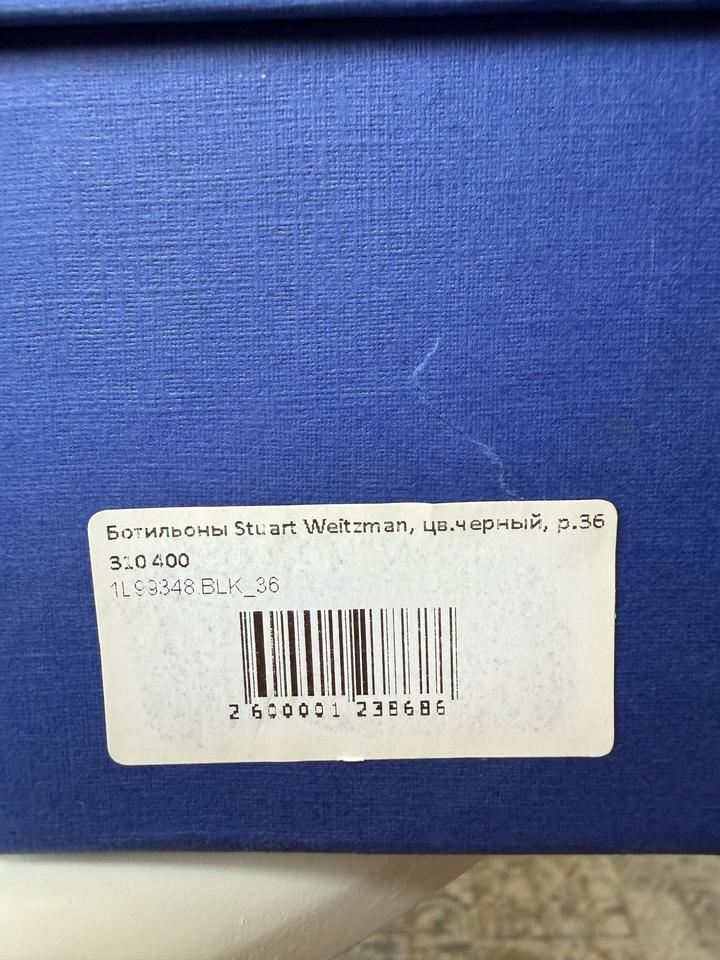 Ботильоны Stuart Weitzman, цв.черный, р.36
310 400
1L99348.BLK_36
2 600001 238686